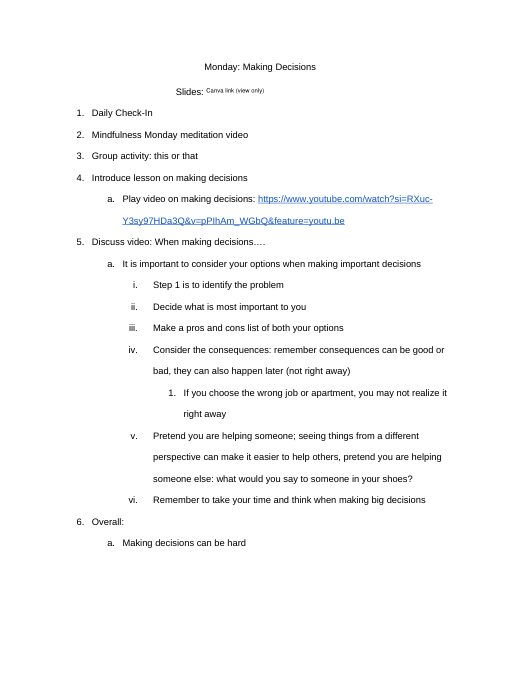 Monday: Making Decisions
Slides: Canva link (view only)
1. Daily Check-In
2. Mindfulness Monday meditation video
3. Group activity: this or that
4. Introduce lesson on making decisions
a. Play video on making decisions: https://www.youtube.com/watch?si=RXuc-
Y3sy97HDa3Q&v=pPIhAm_WGbQ&feature=youtu.be
5. Discuss video: When making decisions….
a. It is important to consider your options when making important decisions
i. Step 1 is to identify the problem
ii. Decide what is most important to you
iii. Make a pros and cons list of both your options
iv. Consider the consequences: remember consequences can be good or
bad, they can also happen later (not right away)
1. If you choose the wrong job or apartment, you may not realize it
right away
v. Pretend you are helping someone; seeing things from a different
perspective can make it easier to help others, pretend you are helping
someone else: what would you say to someone in your shoes?
vi. Remember to take your time and think when making big decisions
6. Overall:
a. Making decisions can be hard